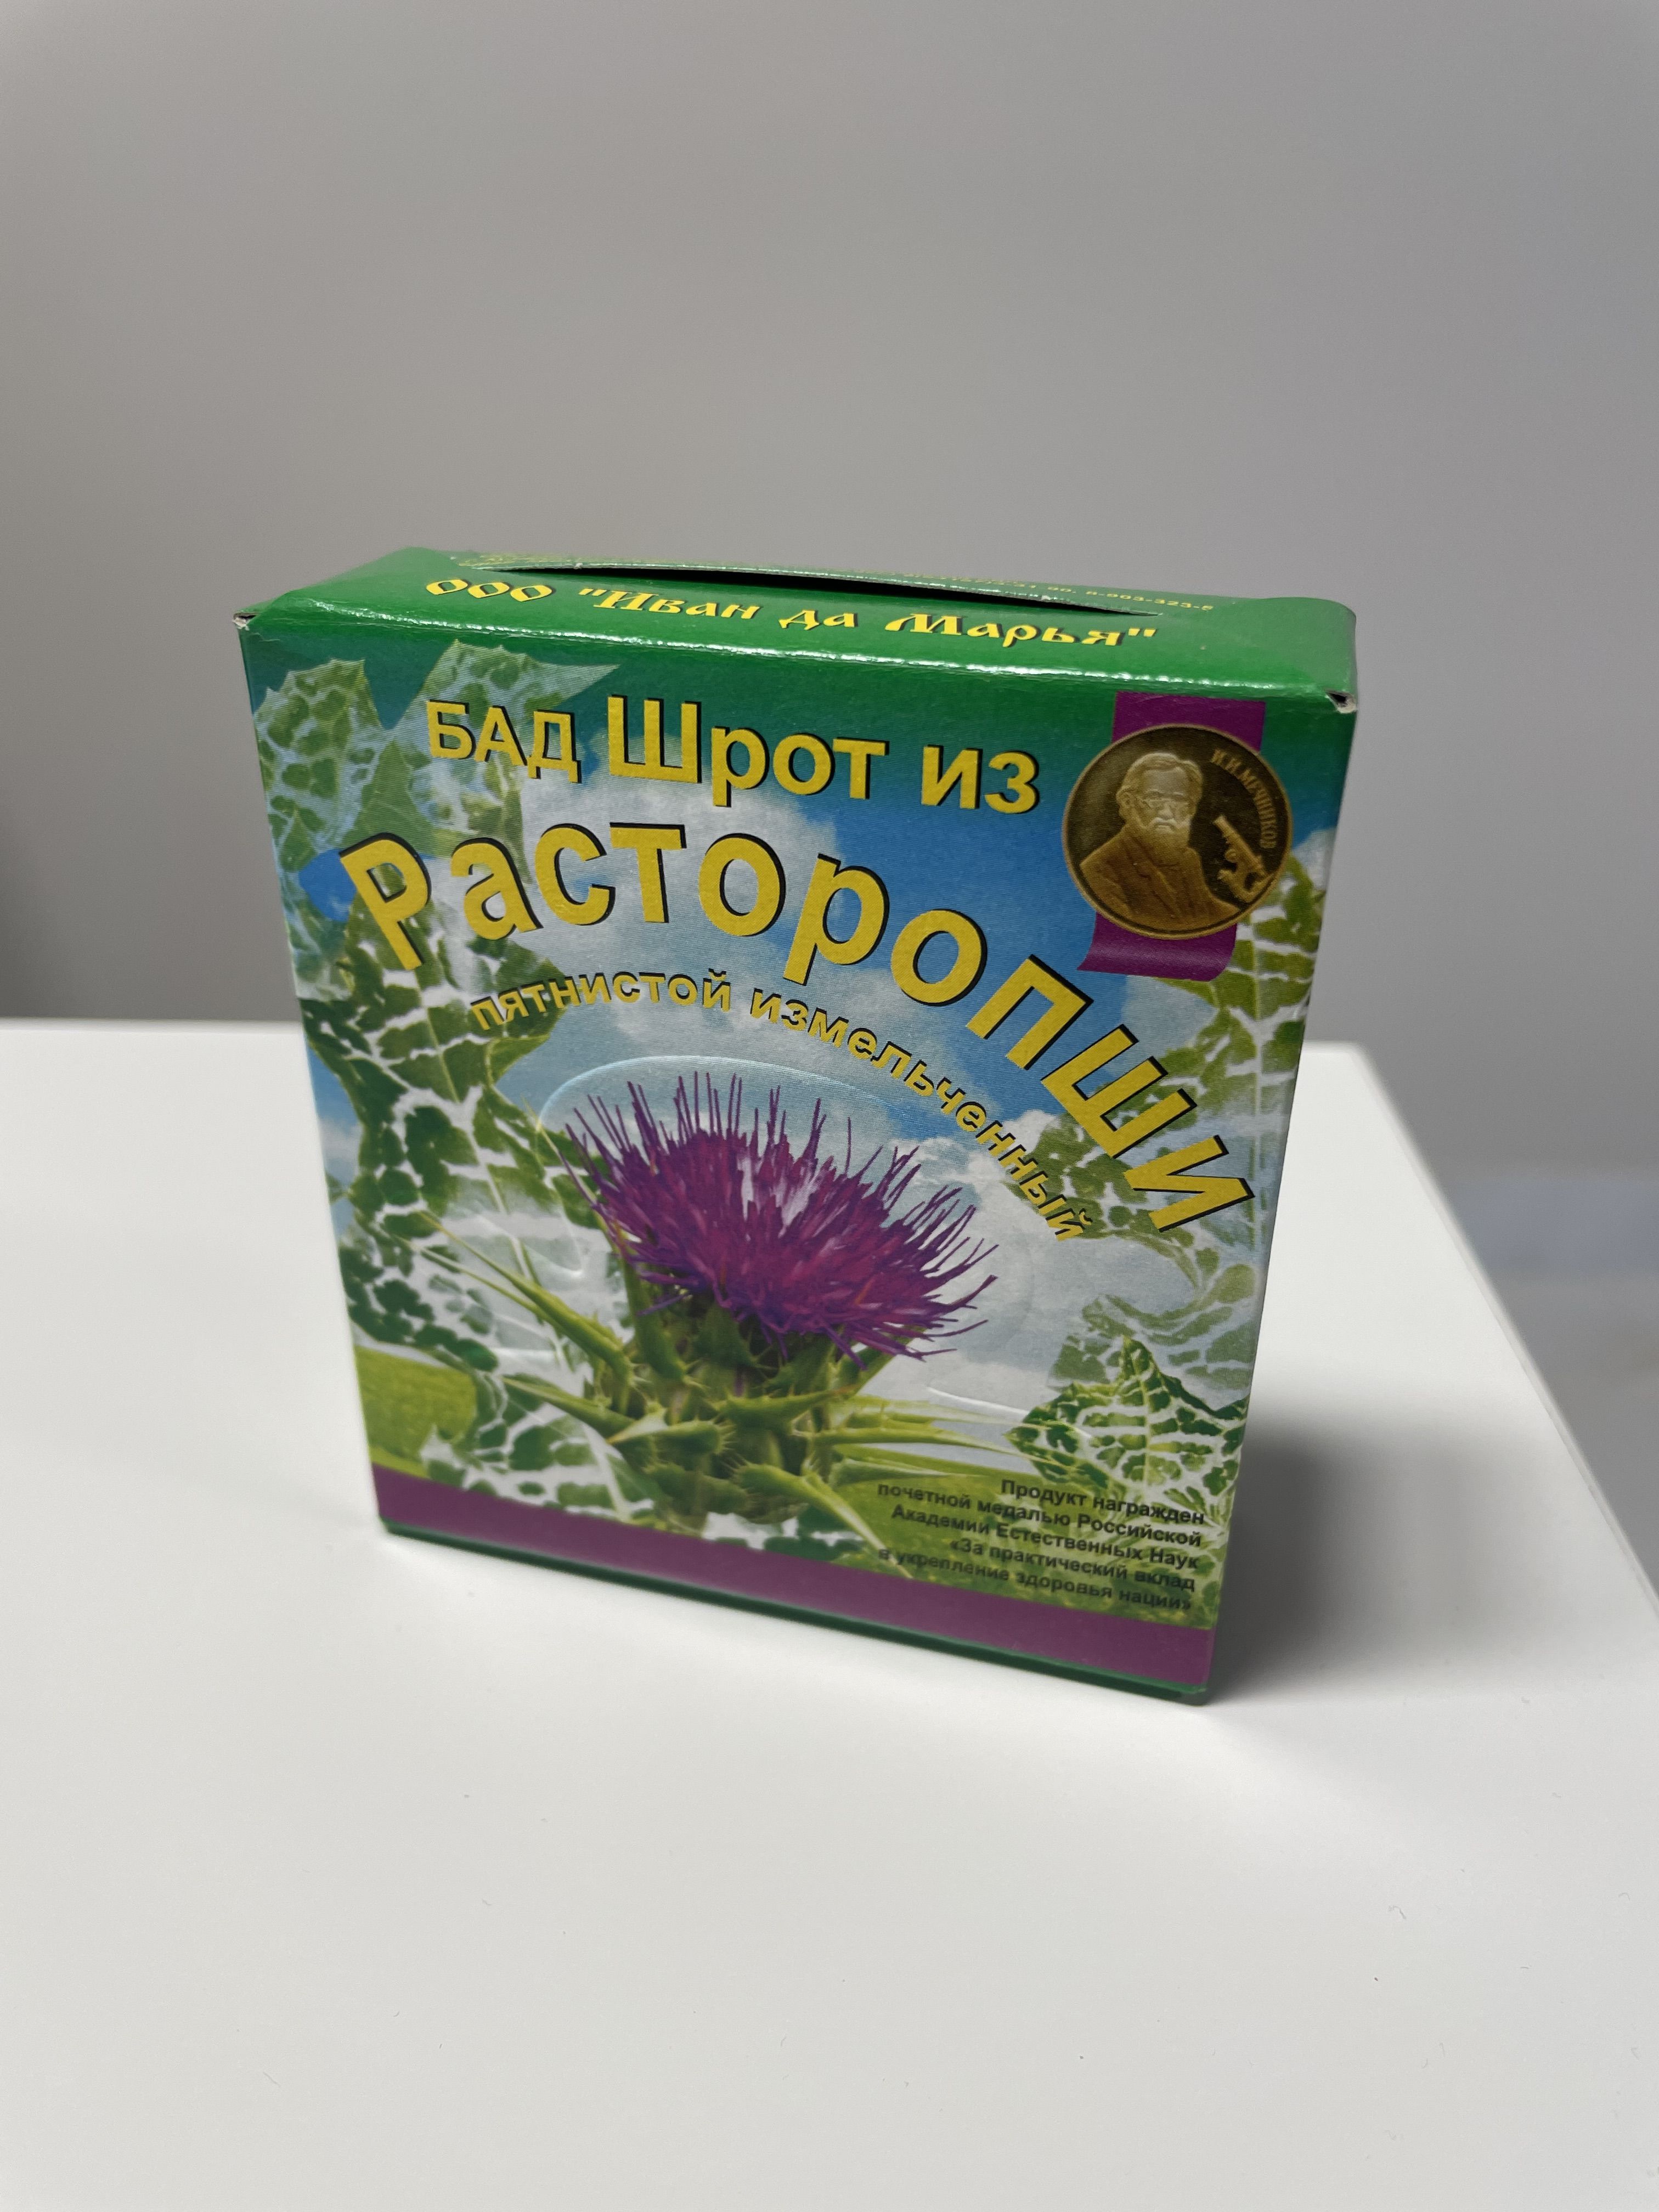 ООО "Иван да Марья"
БАД Шрот из
Расторопши
пятнистой измельченный
И.И.МЕЧНИКОВ
Продукт награжден
почетной медалью Российской
Академии Естественных Наук
«За практический вклад
в укрепление здоровья нации»